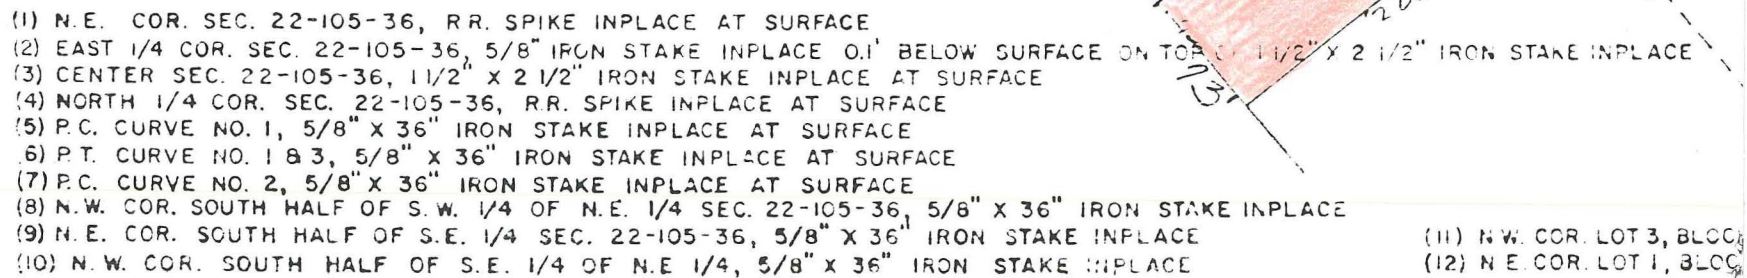 (1) N.E. COR. SEC. 22-105-36, R.R. SPIKE INPLACE AT SURFACE
(2) EAST 1/4 COR. SEC. 22-105-36, 5/8" IRON STAKE INPLACE 0.1' BELOW SURFACE ON TOP 1 1/2" X 2 1/2" IRON STAKE INPLACE
(3) CENTER SEC. 22-105-36, 1 1/2" X 2 1/2" IRON STAKE INPLACE AT SURFACE
73'
(4) NORTH 1/4 COR. SEC. 22-105-36, R.R. SPIKE INPLACE AT SURFACE
(5) P.C. CURVE NO. 1, 5/8" X 36" IRON STAKE INPLACE AT SURFACE
6) P.T. CURVE NO. 1 & 3, 5/8" X 36" IRON STAKE INPLACE AT SURFACE
(7) P.C. CURVE NO. 2, 5/8" X 36" IRON STAKE INPLACE AT SURFACE
(8) N.W. COR. SOUTH HALF OF S.W. 1/4 OF N.E. 1/4 SEC. 22-105-36, 5/8" X 36" IRON STAKE INPLACE
(9) N.E. COR. SOUTH HALF OF S.E. 1/4 SEC. 22-105-36, 5/8" X 36" IRON STAKE INPLACE
(10) N.W. COR. SOUTH HALF OF S.E. 1/4 OF N.E 1/4, 5/8" X 36" IRON STAKE INPLACE
(11) N.W. COR. LOT 3, BLOC
(12) N.E. COR. LOT 1, BLOC